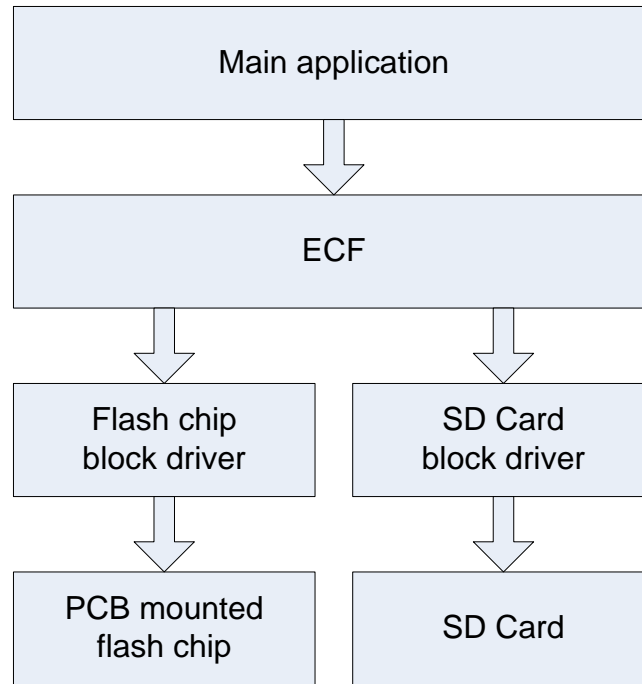 Main application
ECF
Flash chip
block driver
SD Card
block driver
PCB mounted
flash chip
SD Card